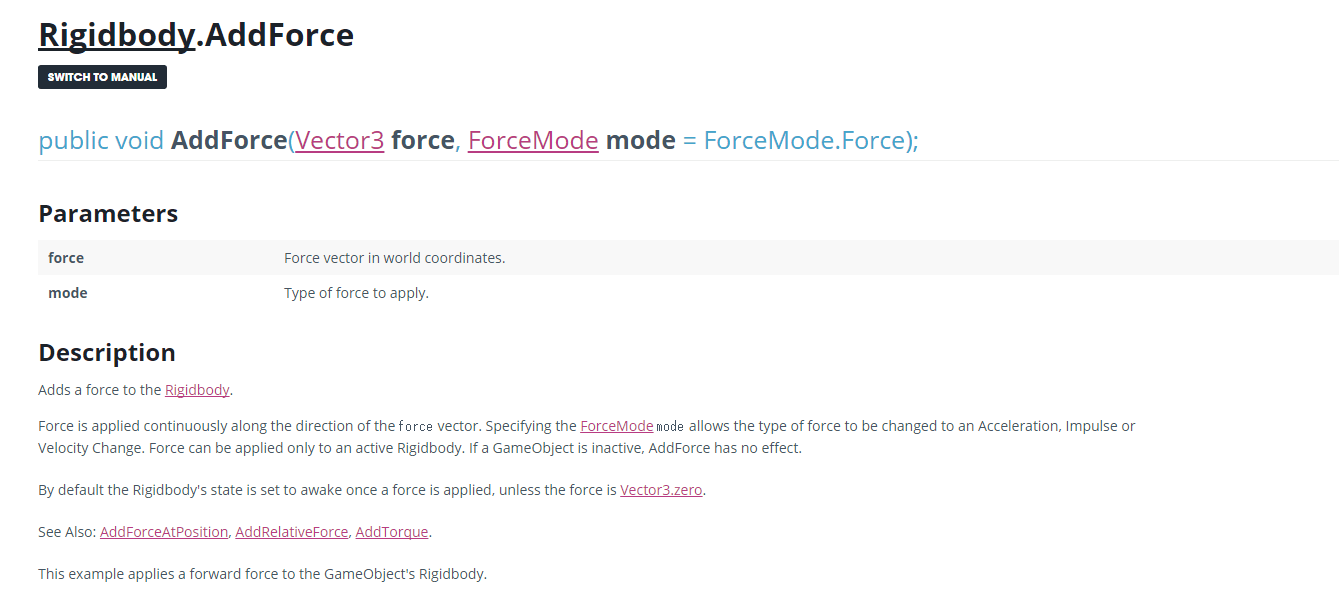 Rigidbody.AddForce
SWITCH TO MANUAL
public void AddForce(Vector3 force, ForceMode mode = ForceMode.Force);
Parameters
force Force vector in world coordinates.
mode Type of force to apply.
Description
Adds a force to the Rigidbody.
Force is applied continuously along the direction of the force vector. Specifying the ForceMode mode allows the type of force to be changed to an Acceleration, Impulse or
Velocity Change. Force can be applied only to an active Rigidbody. If a GameObject is inactive, AddForce has no effect.
By default the Rigidbody's state is set to awake once a force is applied, unless the force is Vector3.zero.
See Also: AddForceAtPosition, AddRelativeForce, AddTorque.
This example applies a forward force to the GameObject's Rigidbody.